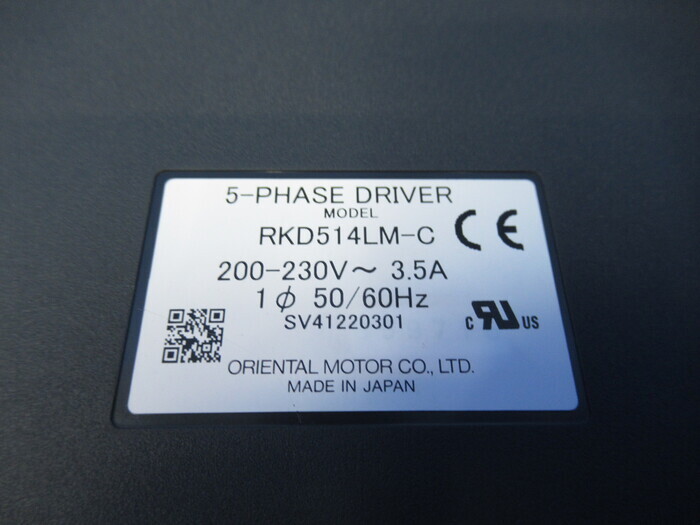 5-PHASE DRIVER
MODEL
RKD514LM-C
CE
200-230V～ 3.5A
1φ 50/60Hz
SV41220301
c RU US
ORIENTAL MOTOR CO., LTD.
MADE IN JAPAN